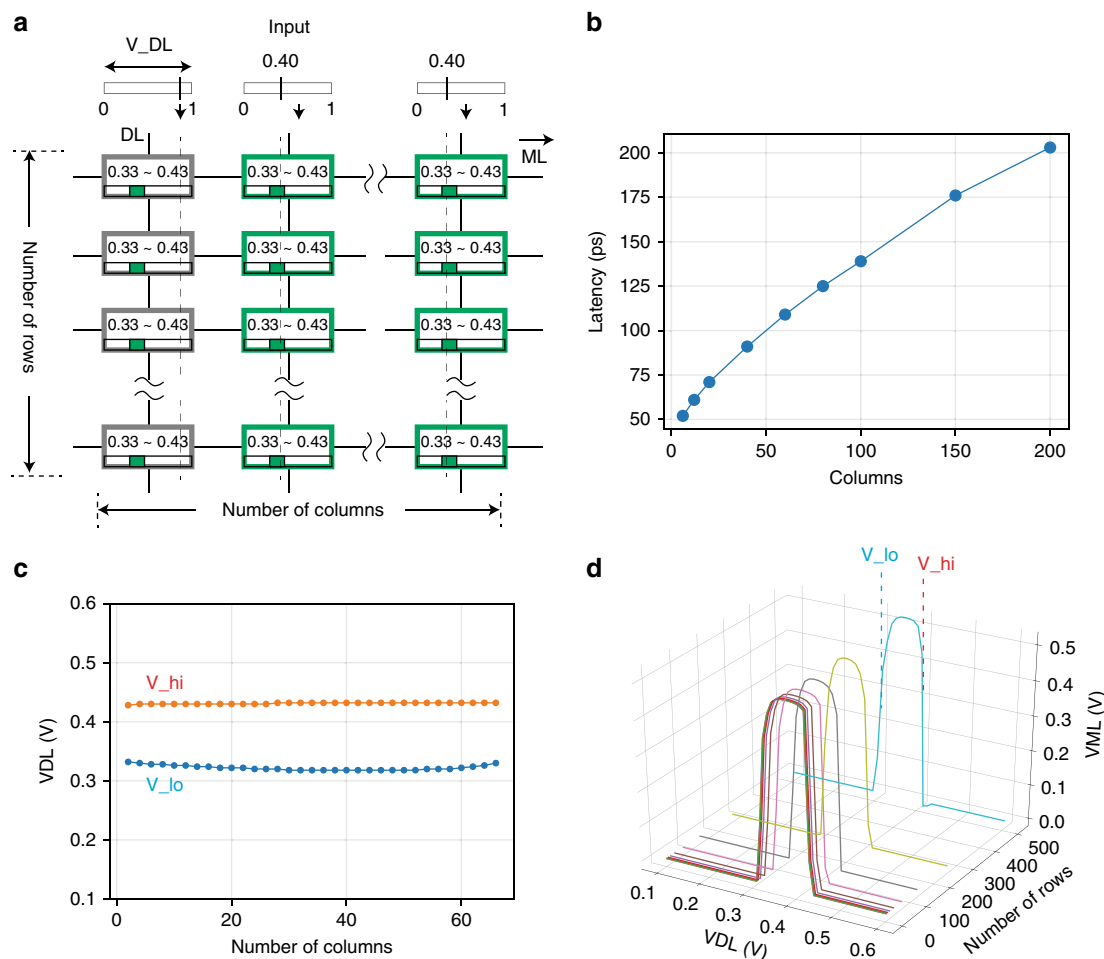 a
Input
V_DL
0.40
0.40
0
1
0
1
0
1
DL
ML
0.33 ~ 0.43
0.33 ~ 0.43
0.33 ~ 0.43
0.33 ~ 0.43
0.33 ~ 0.43
0.33 ~ 0.43
0.33 ~ 0.43
0.33 ~ 0.43
0.33 ~ 0.43
0.33 ~ 0.43
0.33 ~ 0.43
0.33 ~ 0.43
Number of rows
Number of columns
b
Latency (ps)
200
175
150
125
100
75
50
0
50
100
150
200
Columns
c
VDL (V)
0.6
0.5
0.4
0.3
0.2
0.1
V_hi
V_lo
0
20
40
60
Number of columns
d
V_lo
V_hi
0.5
0.4
0.3
0.2
0.1
0.0
VML (V)
0.1
0.2
0.3
0.4
0.5
0.6
VDL (V)
0
100
200
300
400
500
Number of rows